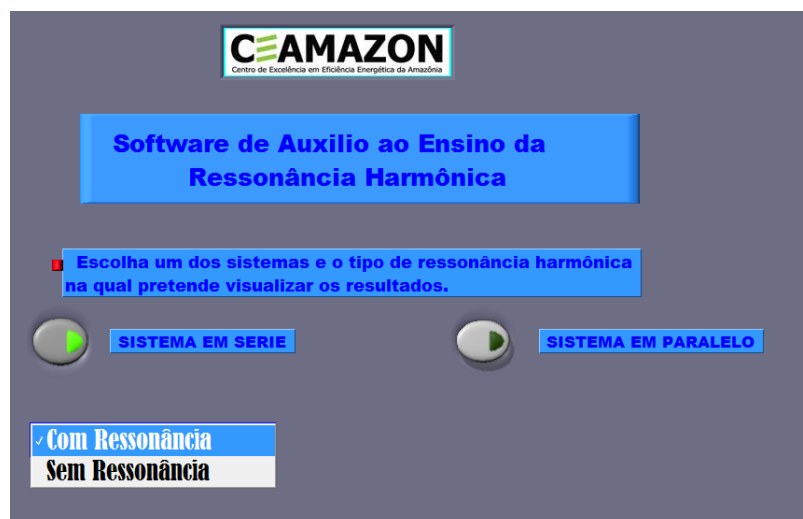 CEAMAZON
Centro de Excelência em Eficiência Energética da Amazônia
Software de Auxilio ao Ensino da
Ressonância Harmônica
Escolha um dos sistemas e o tipo de ressonância harmônica
na qual pretende visualizar os resultados.
SISTEMA EM SERIE
SISTEMA EM PARALELO
✓Com Ressonância
Sem Ressonância